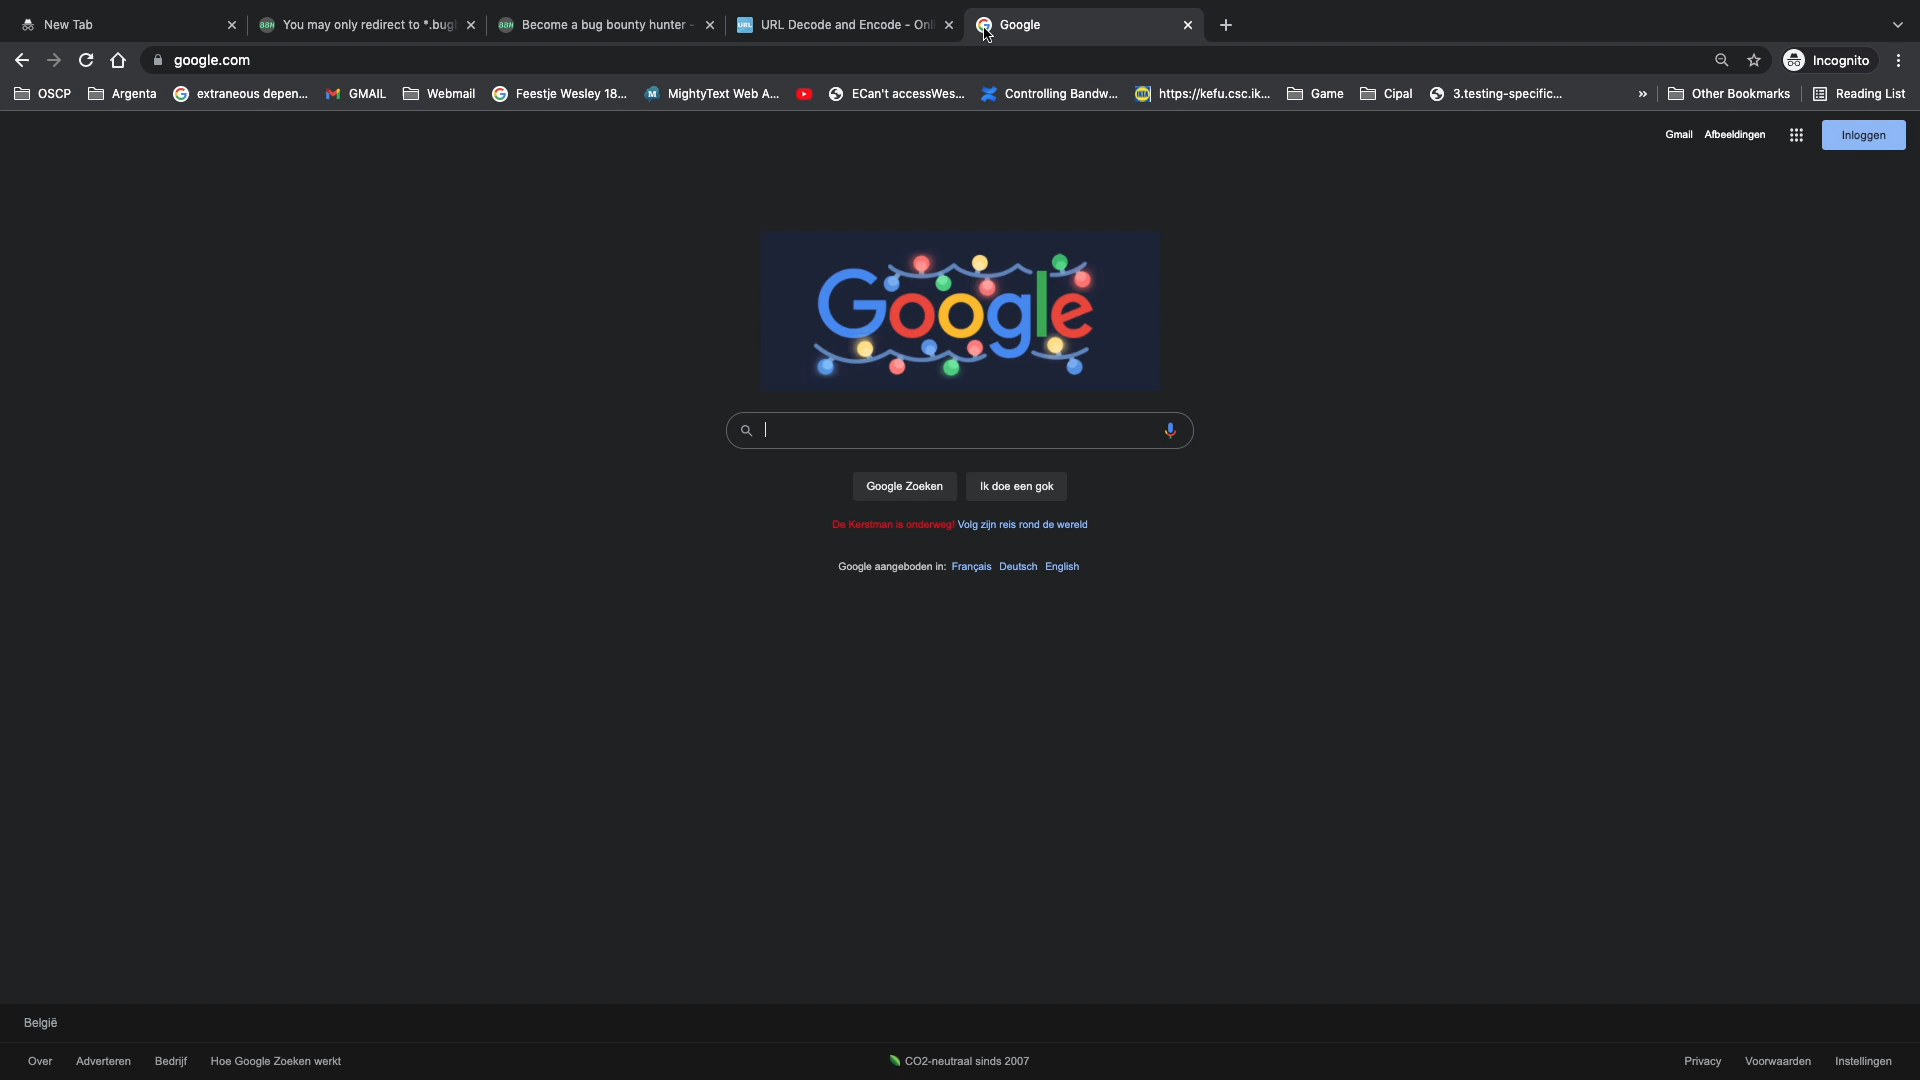 New Tab
You may only redirect to *.bug
Become a bug bounty hunter -
URL Decode and Encode - Onl
Google
google.com
Incognito
OSCP
Argenta
extraneous depen...
GMAIL
Webmail
Feestje Wesley 18...
MightyText Web A...
ECan't accessWes...
Controlling Bandw...
https://kefu.csc.ik...
Game
Cipal
3.testing-specific...
»
Other Bookmarks
Reading List
Gmail
Afbeeldingen
Inloggen
Google
Google Zoeken
Ik doe een gok
De Kerstman is onderweg! Volg zijn reis rond de wereld
Google aangeboden in: Français Deutsch English
België
Over
Adverteren
Bedrijf
Hoe Google Zoeken werkt
CO2-neutraal sinds 2007
Privacy
Voorwaarden
Instellingen